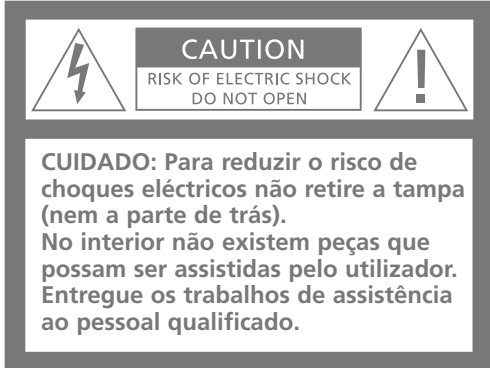 CAUTION
RISK OF ELECTRIC SHOCK
DO NOT OPEN
!
CUIDADO: Para reduzir o risco de
choques eléctricos não retire a tampa
(nem a parte de trás).
No interior não existem peças que
possam ser assistidas pelo utilizador.
Entregue os trabalhos de assistência
ao pessoal qualificado.